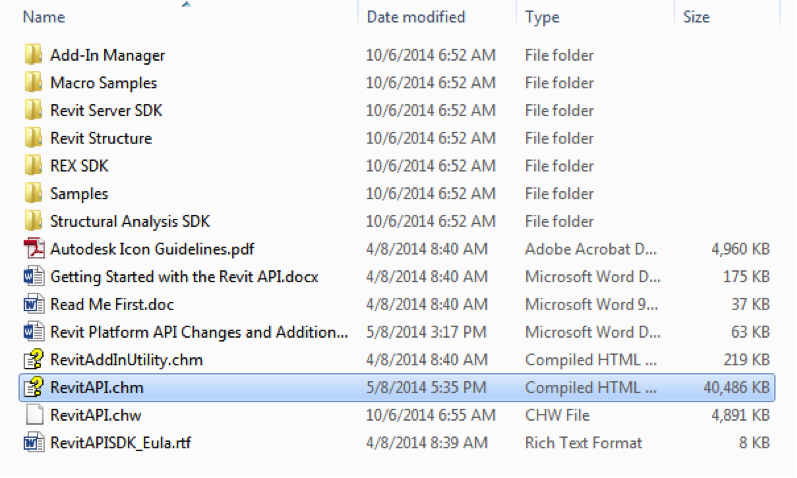 Name Date modified Type Size
Add-In Manager 10/6/2014 6:52 AM File folder
Macro Samples 10/6/2014 6:52 AM File folder
Revit Server SDK 10/6/2014 6:52 AM File folder
Revit Structure 10/6/2014 6:52 AM File folder
REX SDK 10/6/2014 6:52 AM File folder
Samples 10/6/2014 6:52 AM File folder
Structural Analysis SDK 10/6/2014 6:52 AM File folder
Autodesk Icon Guidelines.pdf 4/8/2014 8:40 AM Adobe Acrobat D... 4,960 KB
Getting Started with the Revit API.docx 4/8/2014 8:40 AM Microsoft Word D... 175 KB
Read Me First.doc 4/8/2014 8:40 AM Microsoft Word 9... 37 KB
Revit Platform API Changes and Addition... 5/8/2014 3:17 PM Microsoft Word D... 63 KB
RevitAddInUtility.chm 4/8/2014 8:40 AM Compiled HTML ... 219 KB
RevitAPI.chm 5/8/2014 5:35 PM Compiled HTML ... 40,486 KB
RevitAPI.chw 10/6/2014 6:55 AM CHW File 4,891 KB
RevitAPISDK_Eula.rtf 4/8/2014 8:39 AM Rich Text Format 8 KB